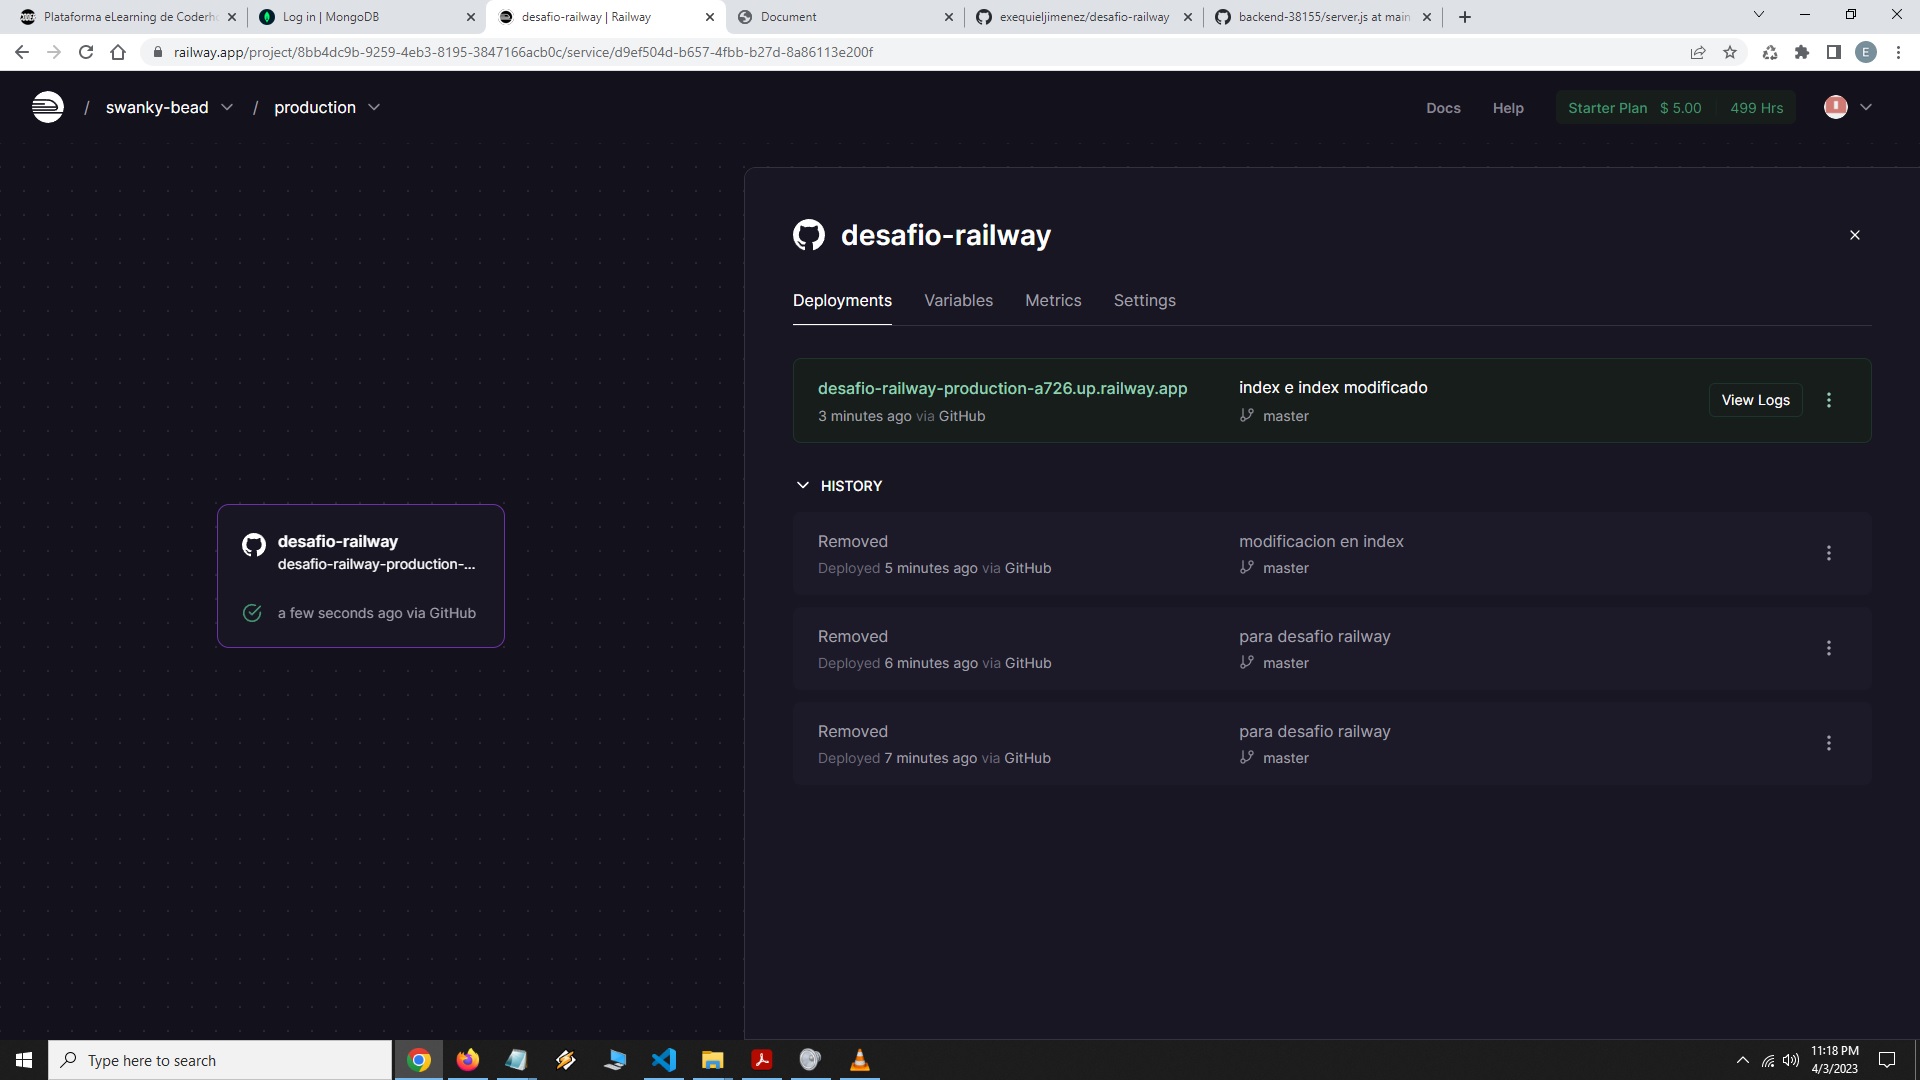 Plataforma eLearning de Coderho
Log in | MongoDB
desafio-railway | Railway
Document
exequieljimenez/desafio-railway
backend-38155/server.js at main
railway.app/project/8bb4dc9b-9259-4eb3-8195-3847166acb0c/service/d9ef504d-b657-4fbb-b27d-8a86113e200f
E
/ swanky-bead / production
Docs
Help
Starter Plan $ 5.00 499 Hrs
desafio-railway
Deployments
Variables
Metrics
Settings
desafio-railway-production-a726.up.railway.app
index e index modificado
3 minutes ago via GitHub
master
View Logs
HISTORY
Removed
modificacion en index
Deployed 5 minutes ago via GitHub
master
Removed
para desafio railway
Deployed 6 minutes ago via GitHub
master
Removed
para desafio railway
Deployed 7 minutes ago via GitHub
master
desafio-railway
desafio-railway-production-...
a few seconds ago via GitHub
Type here to search
11:18 PM
4/3/2023